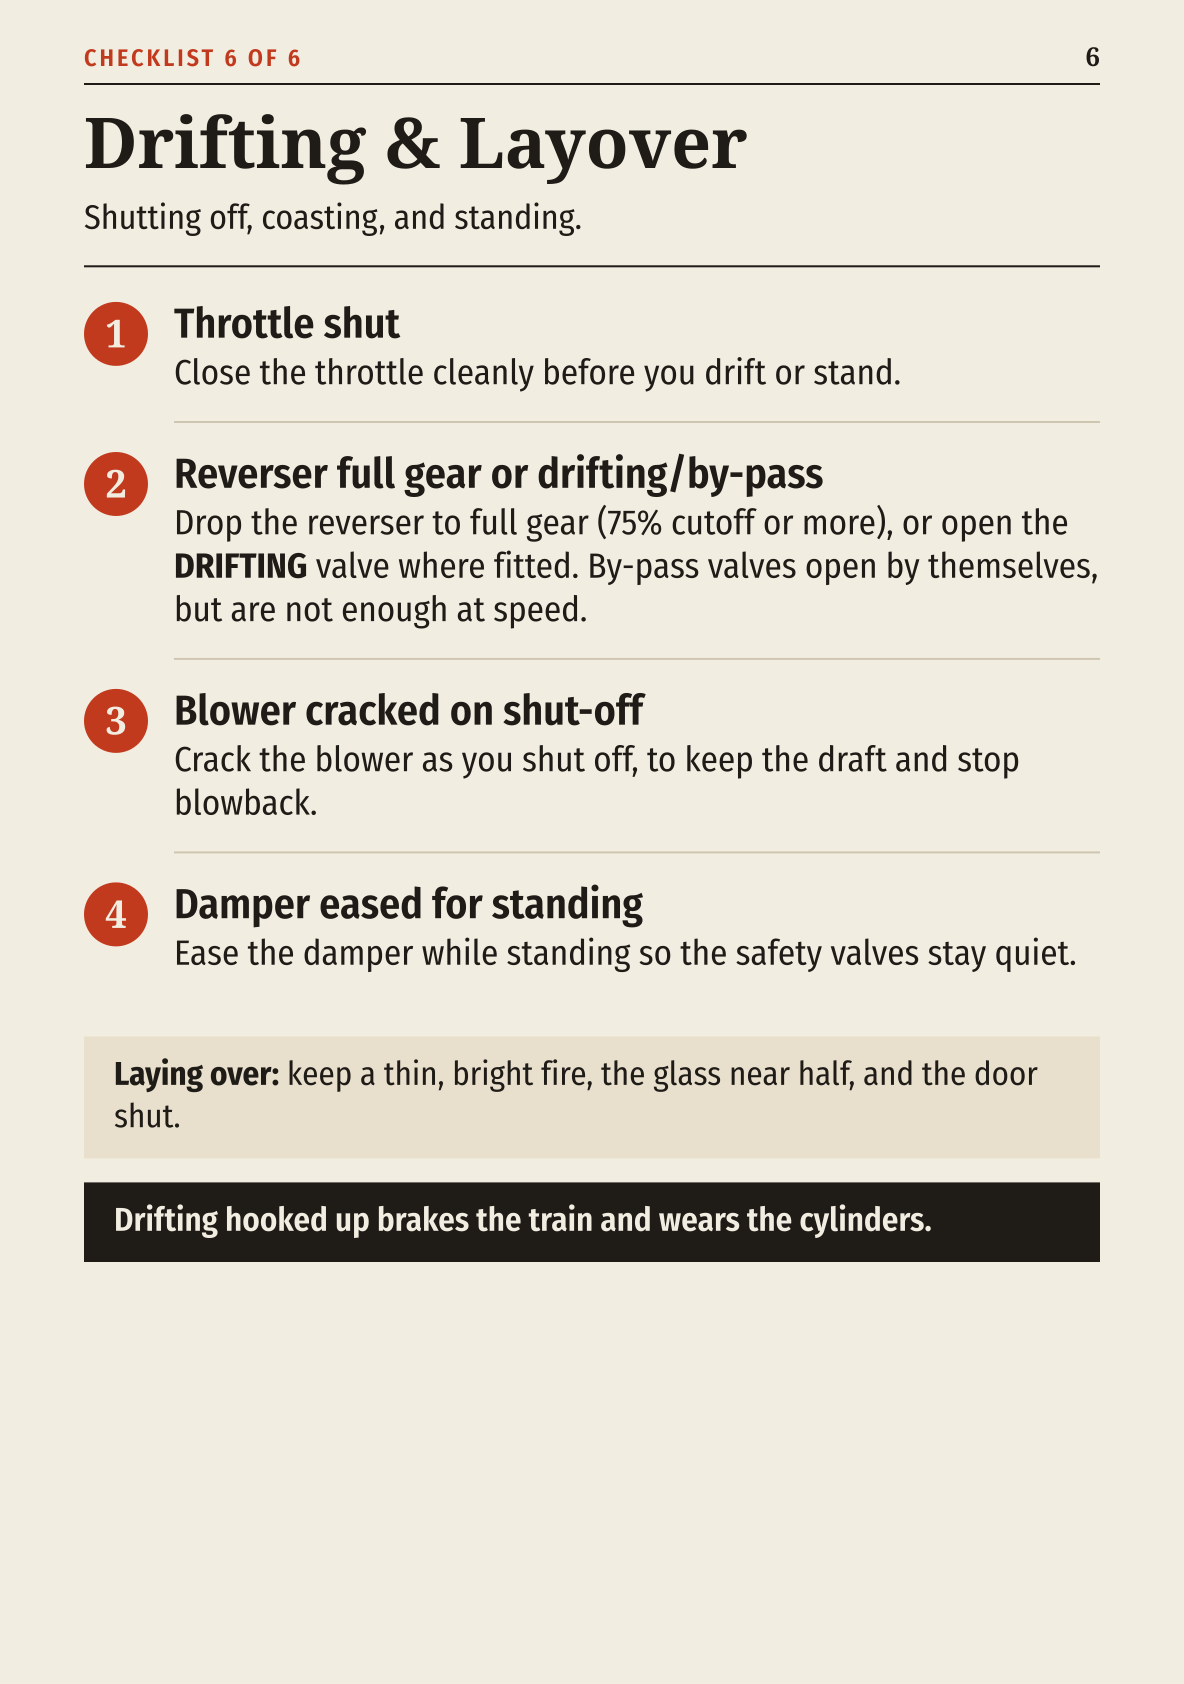 CHECKLIST 6 OF 6
6
Drifting & Layover
Shutting off, coasting, and standing.
1
Throttle shut
Close the throttle cleanly before you drift or stand.
2
Reverser full gear or drifting/by-pass
Drop the reverser to full gear (75% cutoff or more), or open the
DRIFTING valve where fitted. By-pass valves open by themselves,
but are not enough at speed.
3
Blower cracked on shut-off
Crack the blower as you shut off, to keep the draft and stop
blowback.
4
Damper eased for standing
Ease the damper while standing so the safety valves stay quiet.
Laying over: keep a thin, bright fire, the glass near half, and the door
shut.
Drifting hooked up brakes the train and wears the cylinders.